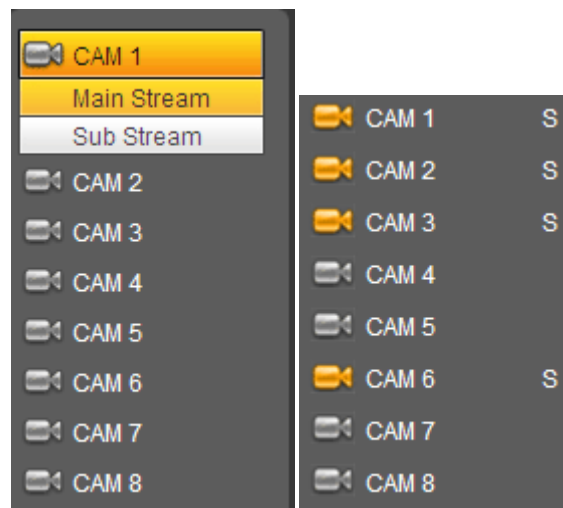 CAM 1
Main Stream
Sub Stream
CAM 2
CAM 3
CAM 4
CAM 5
CAM 6
CAM 7
CAM 8
CAM 1 S
CAM 2 S
CAM 3 S
CAM 4
CAM 5
CAM 6 S
CAM 7
CAM 8